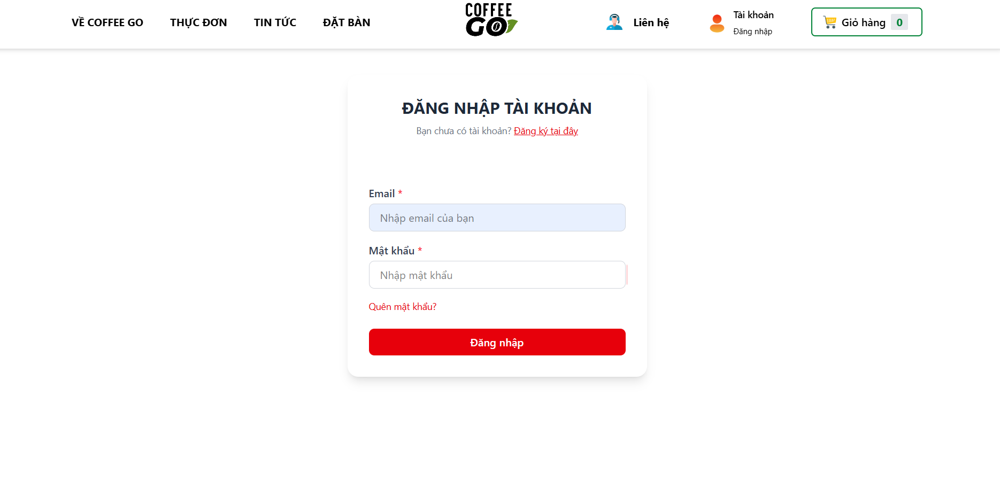 VỀ COFFEE GO
THỰC ĐƠN
TIN TỨC
ĐẶT BÀN
COFFEE
GO
Liên hệ
Tài khoản
Đăng nhập
Giỏ hàng 0
ĐĂNG NHẬP TÀI KHOẢN
Bạn chưa có tài khoản? Đăng ký tại đây
Email *
Nhập email của bạn
Mật khẩu *
Nhập mật khẩu
Quên mật khẩu?
Đăng nhập